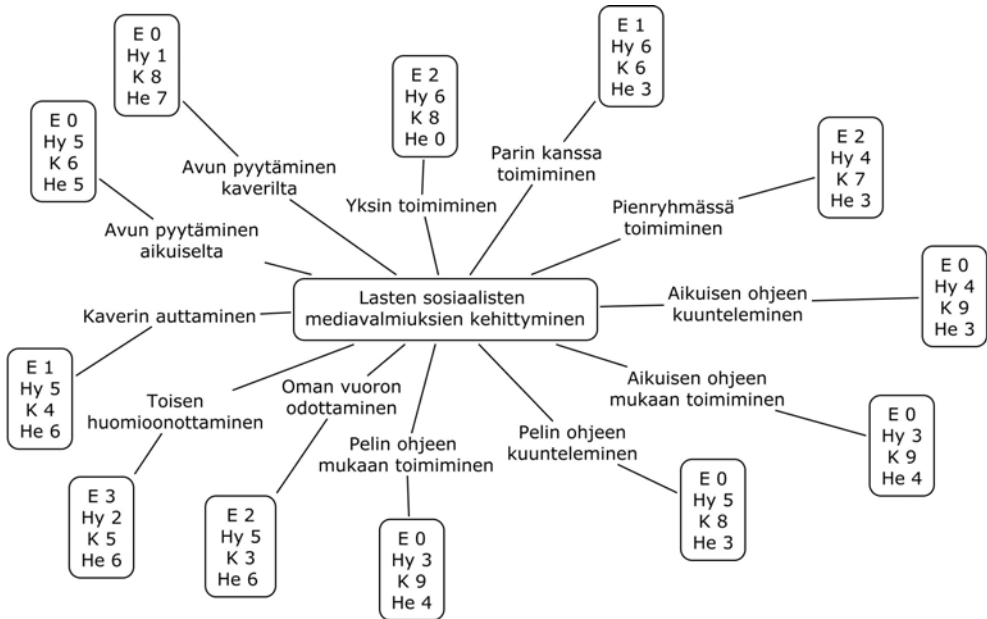 E 0
Hy 1
K 8
He 7
Avun pyytäminen
kaverilta
E 2
Hy 6
K 8
He 0
Yksin toimiminen
E 1
Hy 6
K 6
He 3
Parin kanssa
toimiminen
E 0
Hy 5
K 6
He 5
Avun pyytäminen
aikuiselta
E 2
Hy 4
K 7
He 3
Pienryhmässä
toimiminen
Lasten sosiaalisten
mediavalmiuksien kehittyminen
Aikuisen ohjeen
kuunteleminen
E 0
Hy 4
K 9
He 3
Kaverin auttaminen
E 1
Hy 5
K 4
He 6
Toisen
huomioonottaminen
E 3
Hy 2
K 5
He 6
Oman vuoron
odottaminen
E 2
Hy 5
K 3
He 6
Pelin ohjeen
mukaan toimiminen
E 0
Hy 3
K 9
He 4
Pelin ohjeen
kuunteleminen
E 0
Hy 5
K 8
He 3
Aikuisen ohjeen
mukaan toimiminen
E 0
Hy 3
K 9
He 4